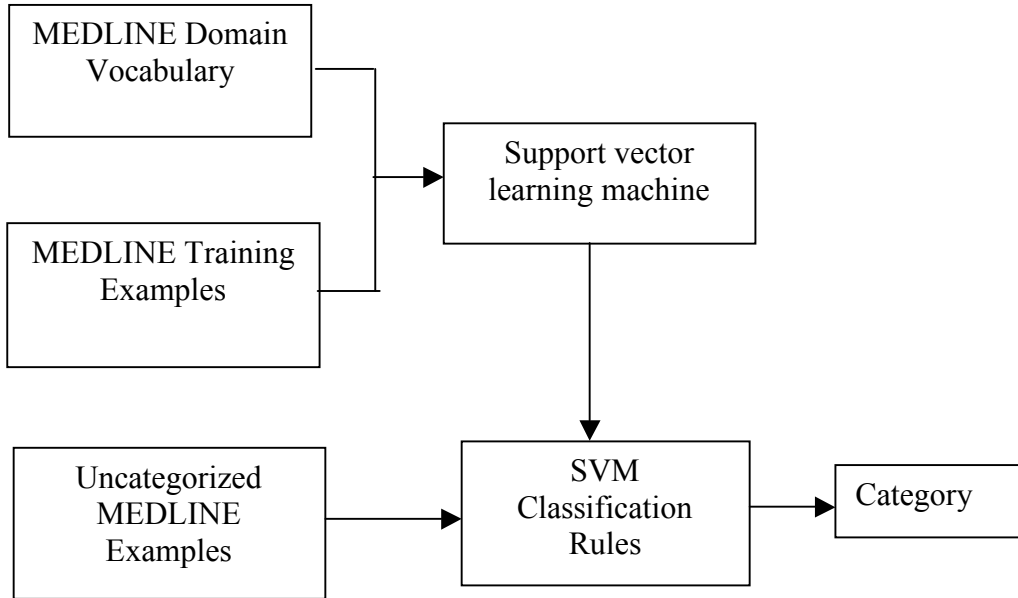 MEDLINE Domain
Vocabulary
Support vector
learning machine
MEDLINE Training
Examples
Uncategorized
MEDLINE
Examples
SVM
Classification
Rules
Category